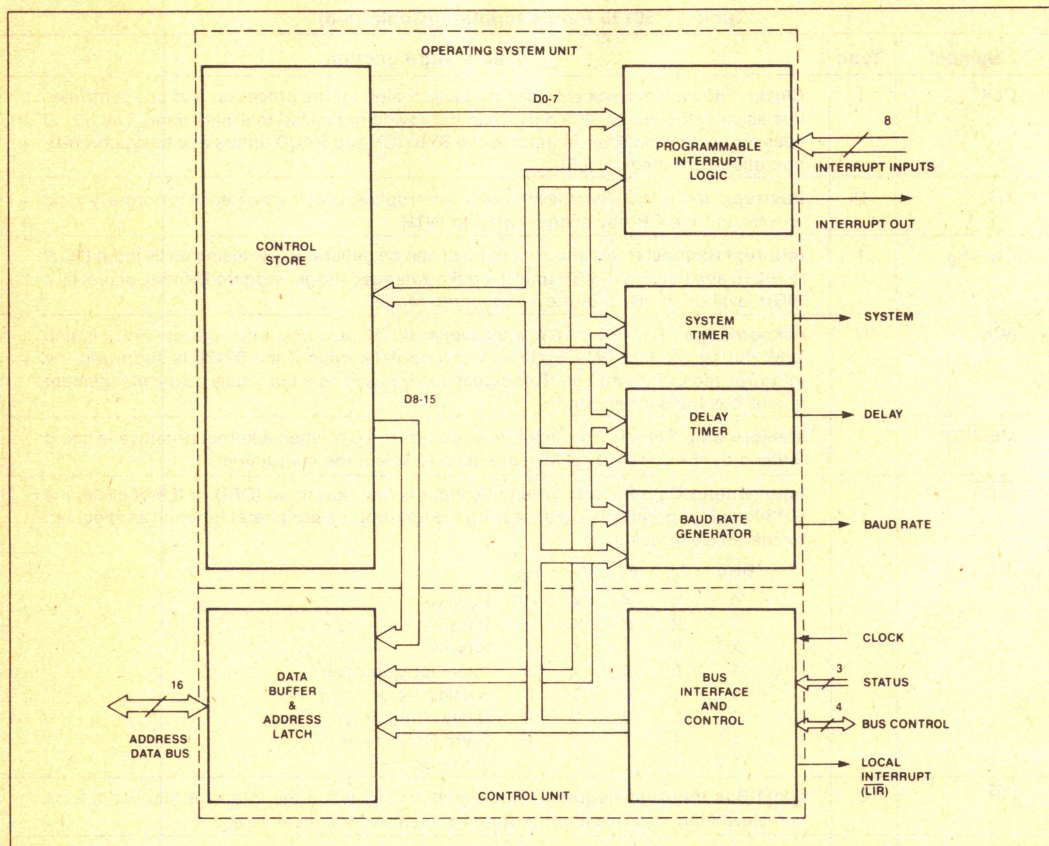 OPERATING SYSTEM UNIT
D0-7
CONTROL
STORE
PROGRAMMABLE
INTERRUPT
LOGIC
8
INTERRUPT INPUTS
INTERRUPT OUT
SYSTEM
TIMER
SYSTEM
D8-15
DELAY
TIMER
DELAY
BAUD RATE
GENERATOR
BAUD RATE
16
ADDRESS
DATA BUS
DATA
BUFFER
&
ADDRESS
LATCH
BUS
INTERFACE
AND
CONTROL
CLOCK
3
STATUS
4
BUS CONTROL
LOCAL
INTERRUPT
(LIR)
CONTROL UNIT